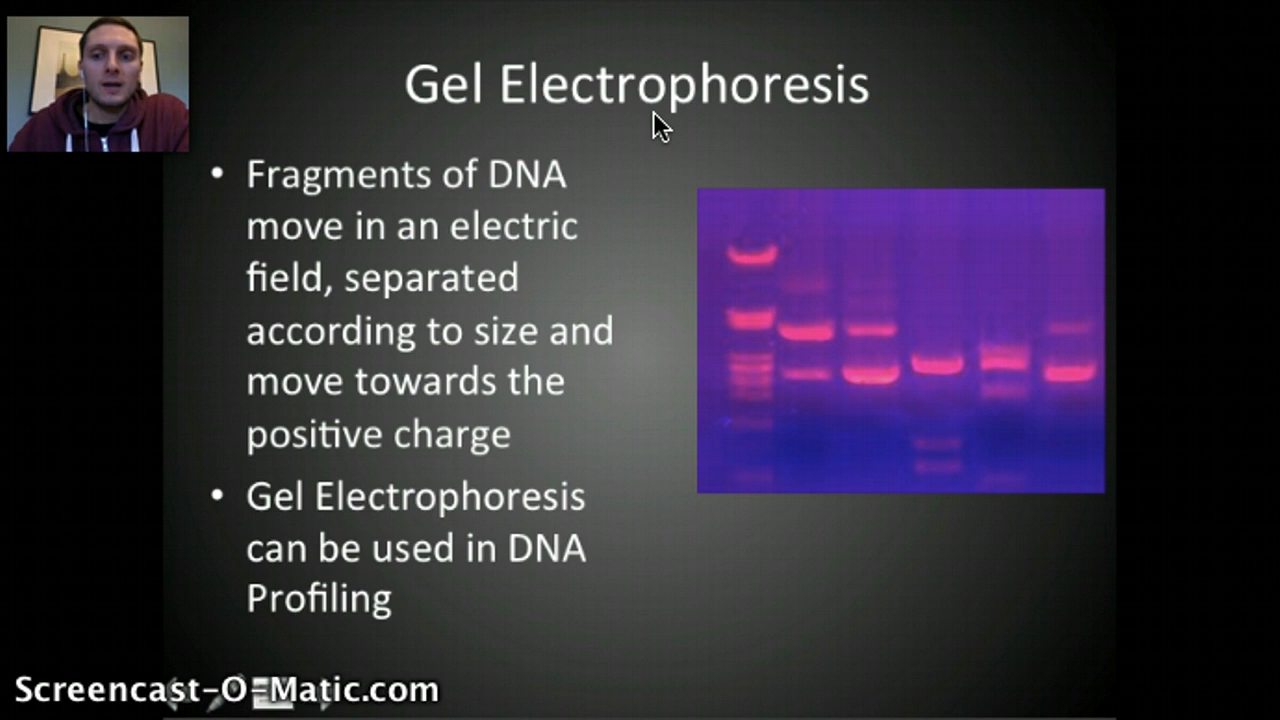 Gel Electrophoresis
• Fragments of DNA
move in an electric
field, separated
according to size and
move towards the
positive charge
• Gel Electrophoresis
can be used in DNA
Profiling
Screencast-O-Matic.com